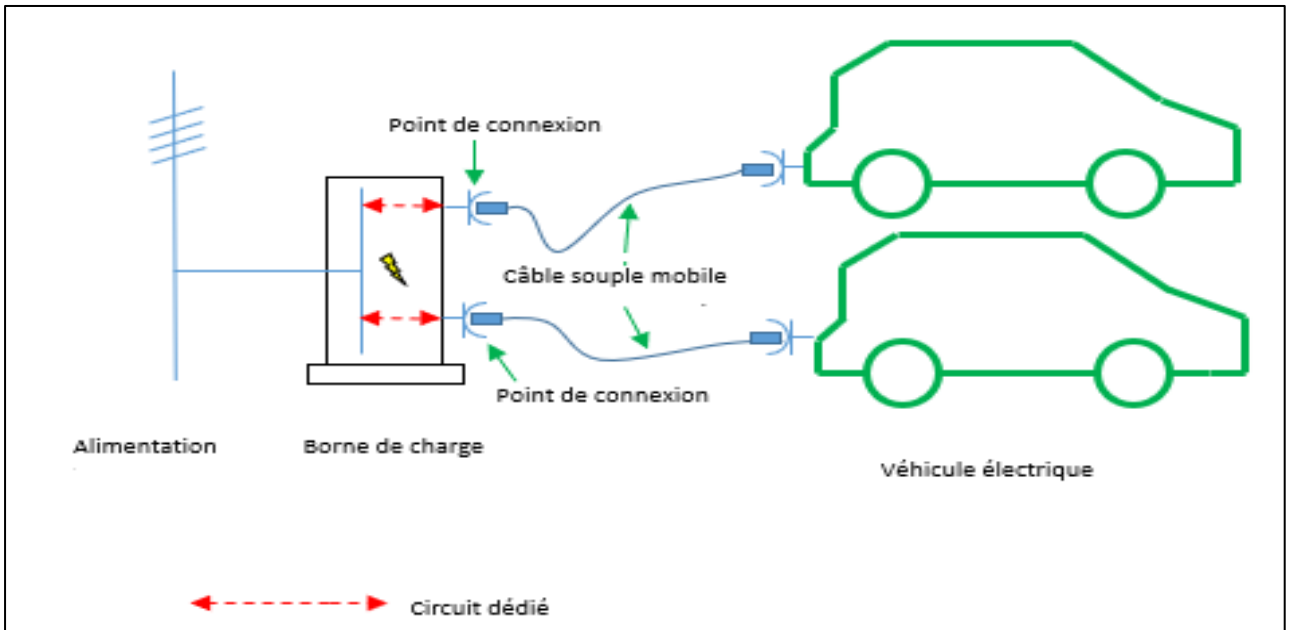 Point de connexion
Câble souple mobile
Point de connexion
Alimentation
Borne de charge
Véhicule électrique
Circuit dédié